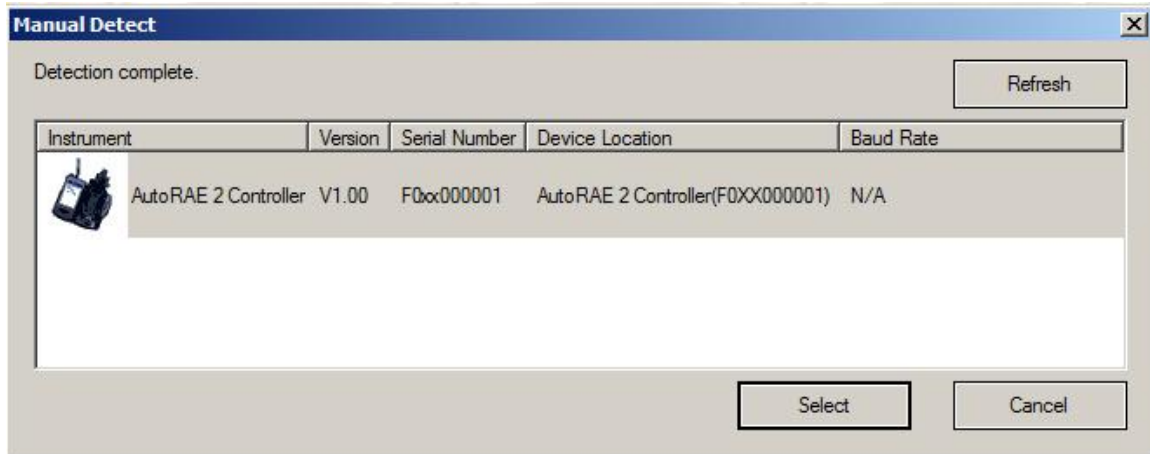 Manual Detect
Detection complete.
Refresh
Instrument Version Serial Number Device Location Baud Rate
AutoRAE 2 Controller V1.00 F0xx000001 AutoRAE 2 Controller(F0XX000001) N/A
Select Cancel